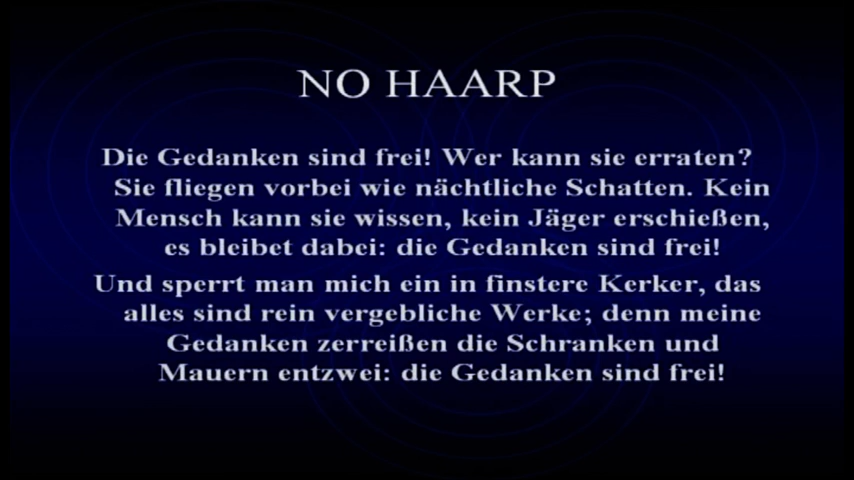 NO HAARP
Die Gedanken sind frei! Wer kann sie erraten?
Sie fliegen vorbei wie nächtliche Schatten. Kein
Mensch kann sie wissen, kein Jäger erschießen,
es bleibet dabei: die Gedanken sind frei!
Und sperrt man mich ein in finstere Kerker, das
alles sind rein vergebliche Werke; denn meine
Gedanken zerreißen die Schranken und
Mauern entzwei: die Gedanken sind frei!